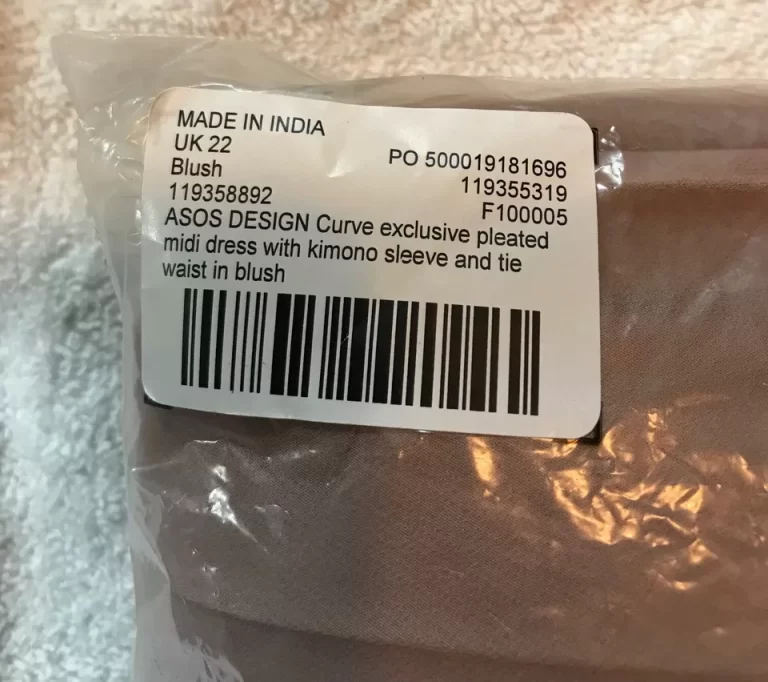 MADE IN INDIA
UK 22
Blush
119358892
PO 500019181696
119355319
F100005
ASOS DESIGN Curve exclusive pleated
midi dress with kimono sleeve and tie
waist in blush